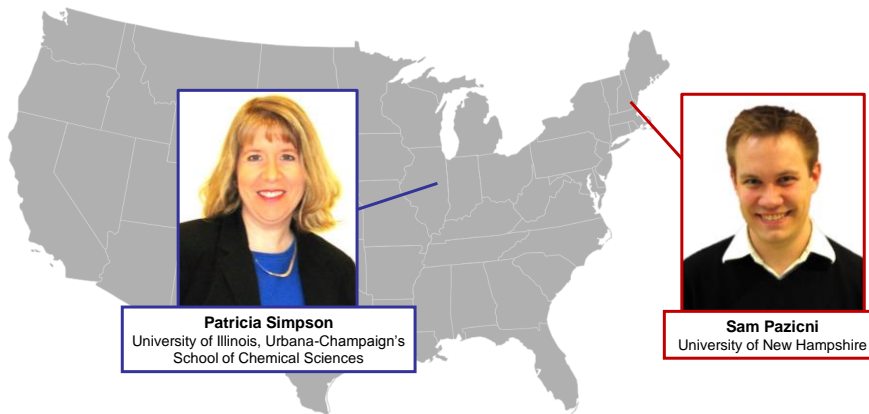 Patricia Simpson
University of Illinois, Urbana-Champaign's
School of Chemical Sciences
Sam Pazicni
University of New Hampshire